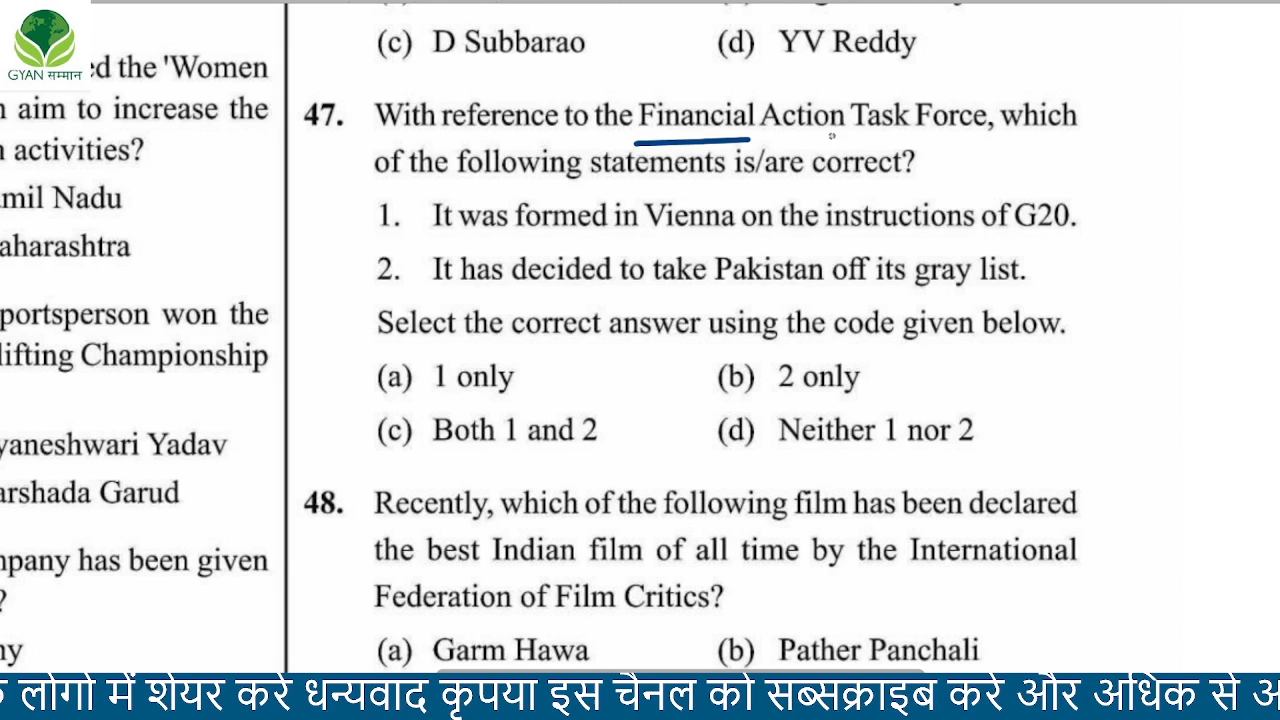 GYAN सम्मान
ed the 'Women
aim to increase the
activities?
amil Nadu
aharashtra
portsperson won the
lifting Championship
yaneshwari Yadav
arshada Garud
mpany has been given
?
ny
(c) D Subbarao (d) YV Reddy
47. With reference to the Financial Action Task Force, which
of the following statements is/are correct?
1. It was formed in Vienna on the instructions of G20.
2. It has decided to take Pakistan off its gray list.
Select the correct answer using the code given below.
(a) 1 only (b) 2 only
(c) Both 1 and 2 (d) Neither 1 nor 2
48. Recently, which of the following film has been declared
the best Indian film of all time by the International
Federation of Film Critics?
(a) Garm Hawa (b) Pather Panchali
लोगो में शेयर करे धन्यवाद कृपया इस चैनल को सब्सक्राइब करे और अधिक से अ